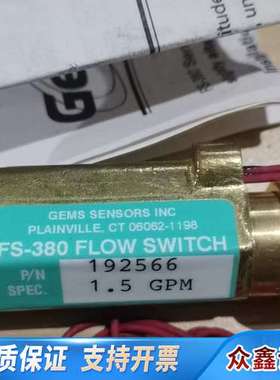 Ge
GEMS SENSORS INC
PLAINVILLE, CT 06062-1198
FS-380 FLOW SWITCH
P/N 192566
SPEC. 1.5 GPM
质保证 支持开票 众鑫